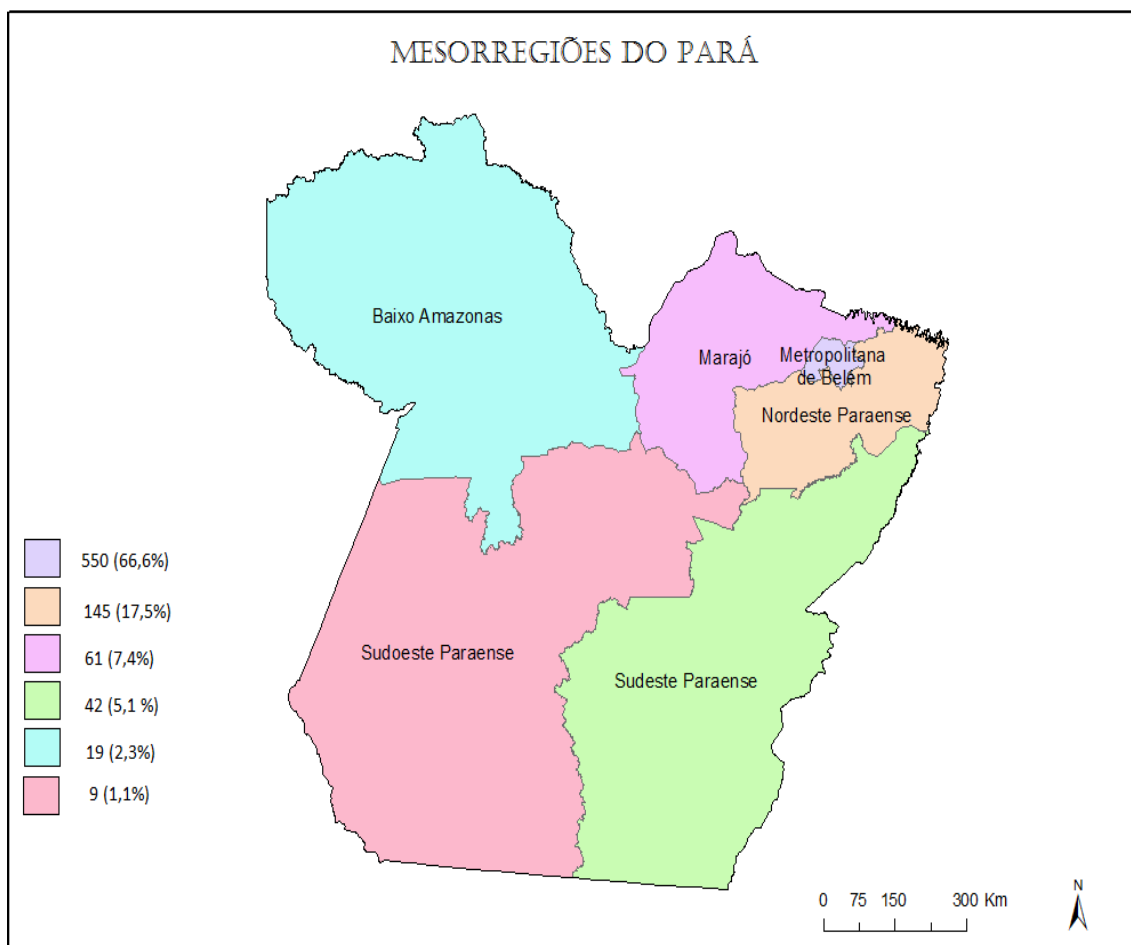 MESORREGIÕES DO PARÁ
Baixo Amazonas
Marajó
Metropolitana
de Belém
Nordeste Paraense
Sudoeste Paraense
Sudeste Paraense
550 (66,6%)
145 (17,5%)
61 (7,4%)
42 (5,1 %)
19 (2,3%)
9 (1,1%)
0 75 150 300 Km
N